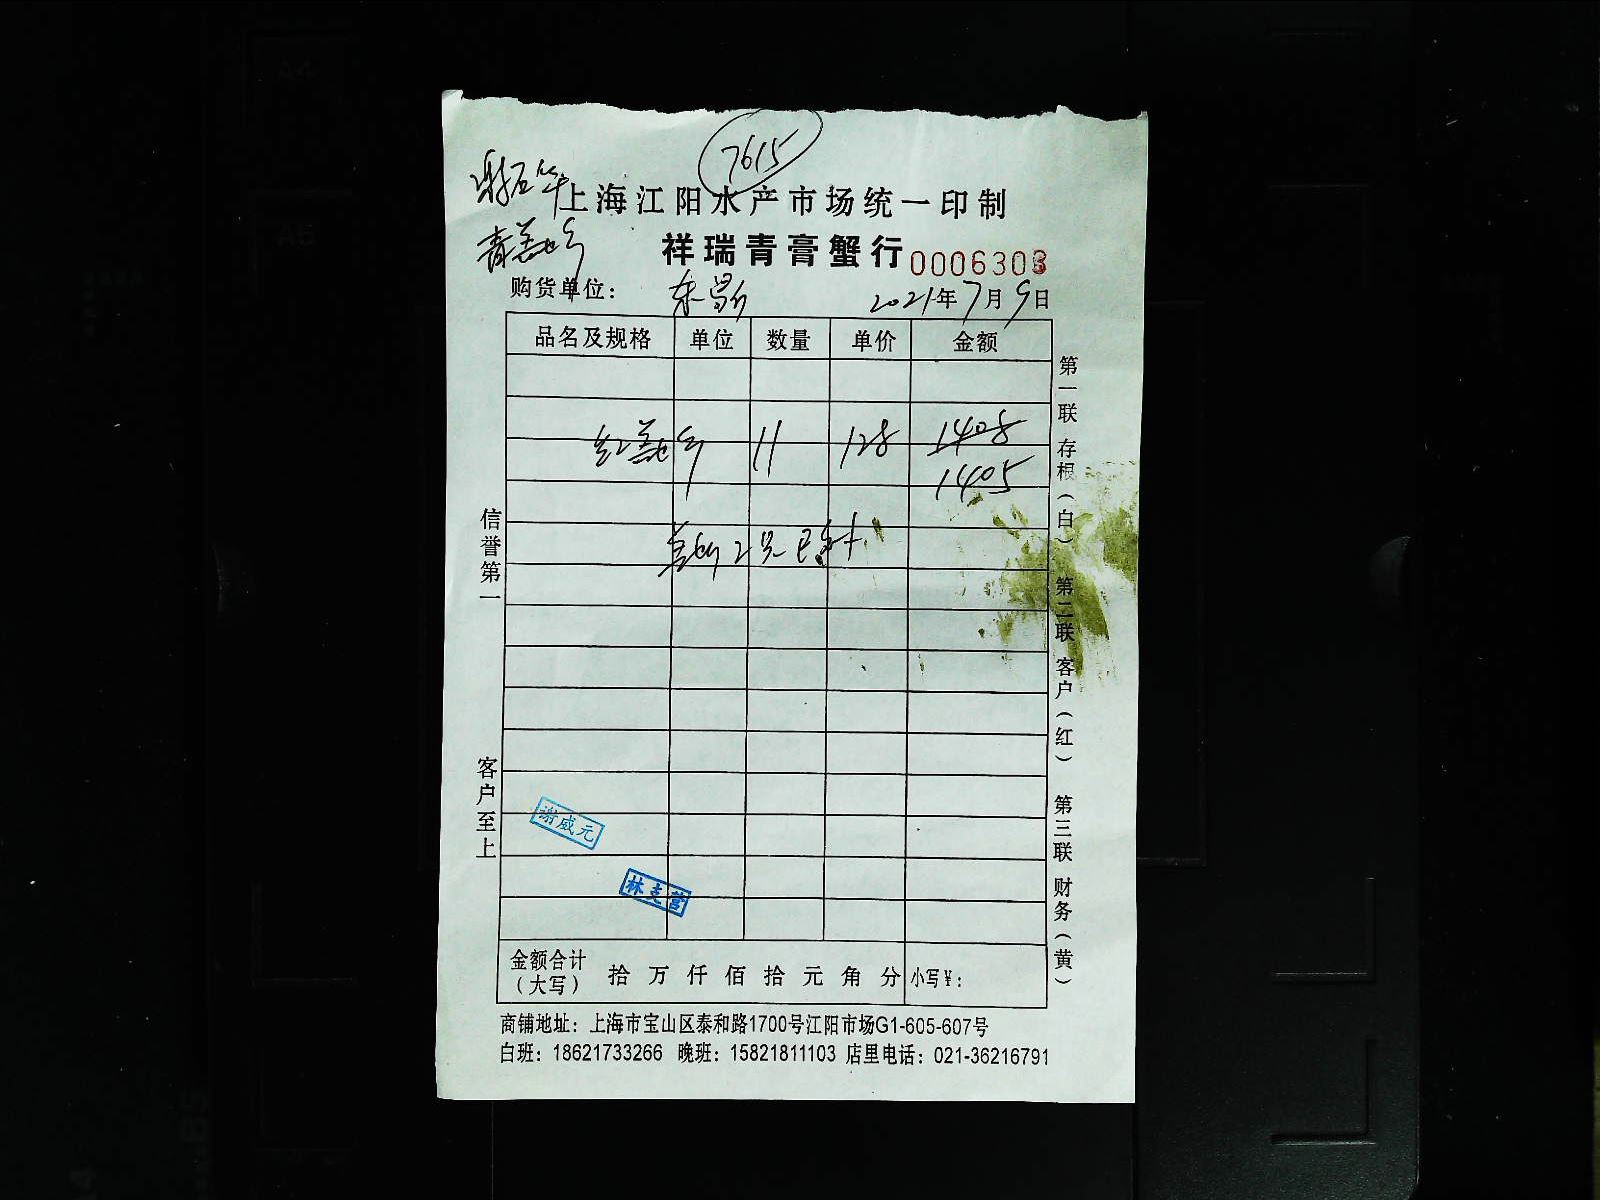 7615
上海江阳水产市场统一印制
祥瑞青膏蟹行 0006303
购货单位： 2021年7月9日
品名及规格 单位 数量 单价 金额
11 128 1408
1405
信誉第一
客户至上
第一联 存根（白） 第二联 客户（红） 第三联 财务（黄）
谢威元
林克营
金额合计（大写） 拾 万 仟 佰 拾 元 角 分 小写¥：
商铺地址：上海市宝山区泰和路1700号江阳市场G1-605-607号
白班：18621733266 晚班：15821811103 店里电话：021-36216791
A4
A5